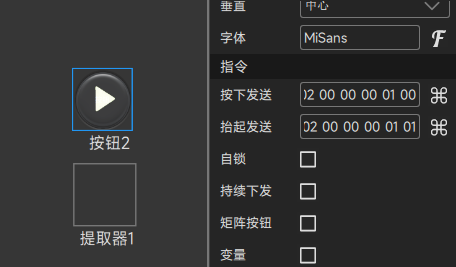 垂直 中心
字体 MiSans
指令
按下发送 02 00 00 00 01 00
抬起发送 02 00 00 00 01 01
自锁
持续下发
矩阵按钮
变量
按钮2
提取器1